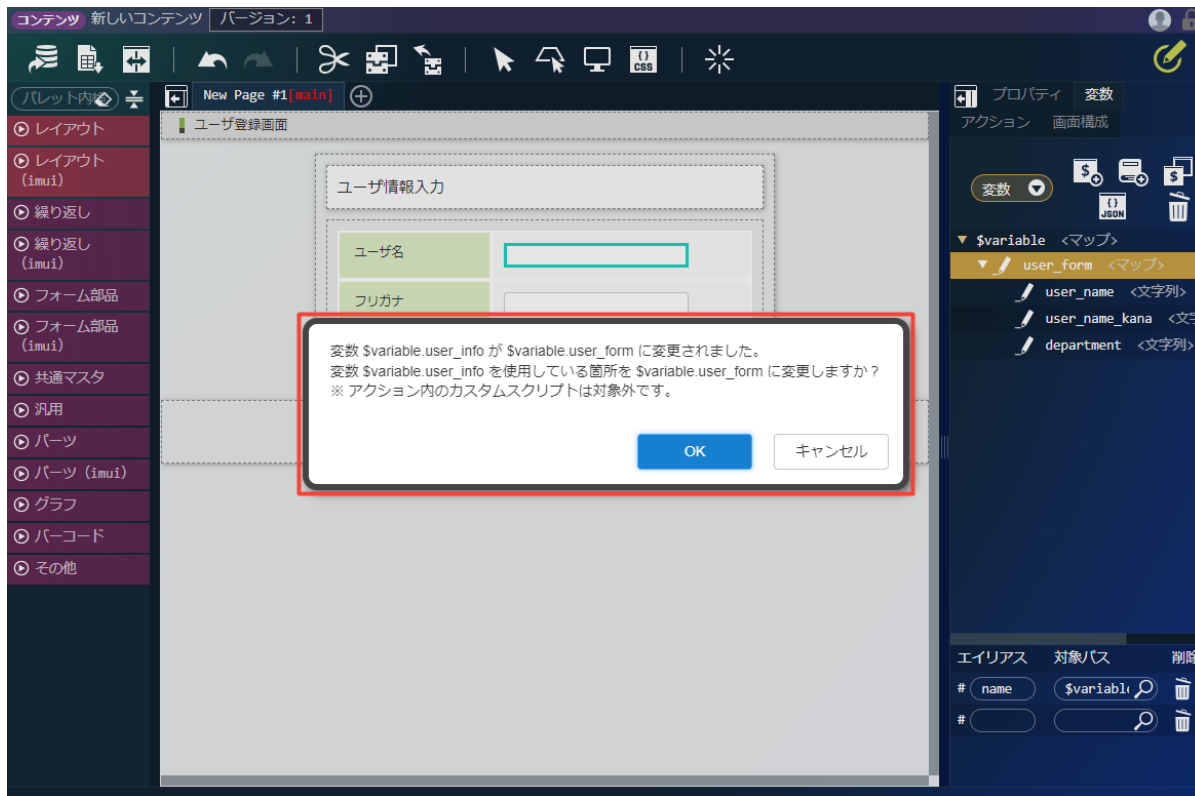 コンテンツ 新しいコンテンツ バージョン: 1
{} CSS
パレット内検
New Page #1[main]
プロパティ 変数
アクション 画面構成
レイアウト
レイアウト
(imui)
繰り返し
繰り返し
(imui)
フォーム部品
フォーム部品
(imui)
共通マスタ
汎用
パーツ
パーツ (imui)
グラフ
バーコード
その他
ユーザ登録画面
ユーザ情報入力
ユーザ名
フリガナ
変数 $variable.user_info が $variable.user_form に変更されました。
変数 $variable.user_info を使用している箇所を $variable.user_form に変更しますか？
※ アクション内のカスタムスクリプトは対象外です。
OK キャンセル
変数
{} JSON
$variable <マップ>
user_form <マップ>
user_name <文字列>
user_name_kana <文字
department <文字列>
エイリアス 対象パス 削除
# name $variabl
#